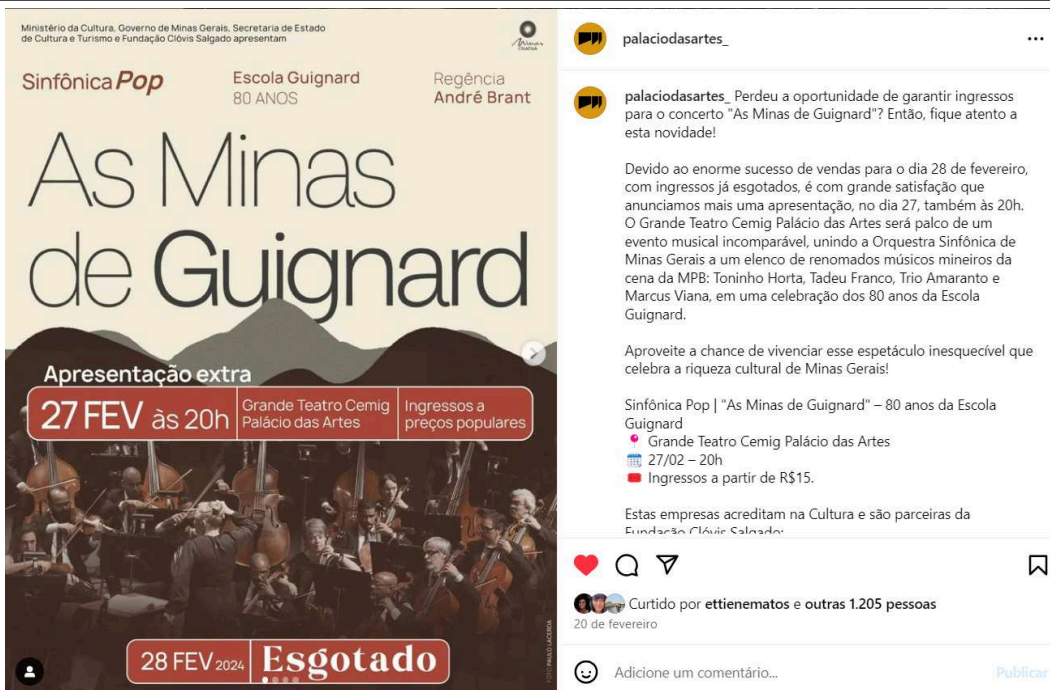 Ministério da Cultura, Governo de Minas Gerais, Secretaria de Estado
de Cultura e Turismo e Fundação Clóvis Salgado apresentam
Minas
CRIATIVA
Sinfônica Pop
Escola Guignard
80 ANOS
Regência
André Brant
As Minas
de Guignard
Apresentação extra
27 FEV às 20h
Grande Teatro Cemig
Palácio das Artes
Ingressos a
preços populares
FOTO PAULO LACERDA
28 FEV 2024
Esgotado
palaciodasartes_
palaciodasartes_ Perdeu a oportunidade de garantir ingressos
para o concerto "As Minas de Guignard"? Então, fique atento a
esta novidade!
Devido ao enorme sucesso de vendas para o dia 28 de fevereiro,
com ingressos já esgotados, é com grande satisfação que
anunciamos mais uma apresentação, no dia 27, também às 20h.
O Grande Teatro Cemig Palácio das Artes será palco de um
evento musical incomparável, unindo a Orquestra Sinfônica de
Minas Gerais a um elenco de renomados músicos mineiros da
cena da MPB: Toninho Horta, Tadeu Franco, Trio Amaranto e
Marcus Viana, em uma celebração dos 80 anos da Escola
Guignard.
Aproveite a chance de vivenciar esse espetáculo inesquecível que
celebra a riqueza cultural de Minas Gerais!
Sinfônica Pop | "As Minas de Guignard" – 80 anos da Escola
Guignard
Grande Teatro Cemig Palácio das Artes
27/02 – 20h
Ingressos a partir de R$15.
Estas empresas acreditam na Cultura e são parceiras da
Fundação Clóvis Salgado:
Curtido por ettienematos e outras 1.205 pessoas
20 de fevereiro
Adicione um comentário...
Publicar